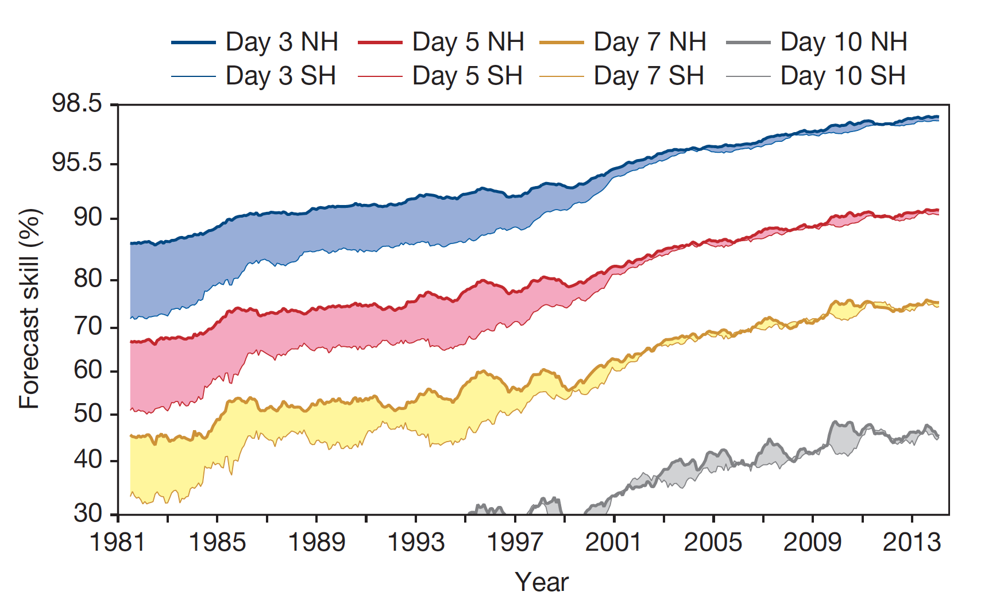 Day 3 NH Day 5 NH Day 7 NH Day 10 NH
Day 3 SH Day 5 SH Day 7 SH Day 10 SH
98.5
95.5
90
80
70
60
50
40
30
Forecast skill (%)
1981 1985 1989 1993 1997 2001 2005 2009 2013
Year